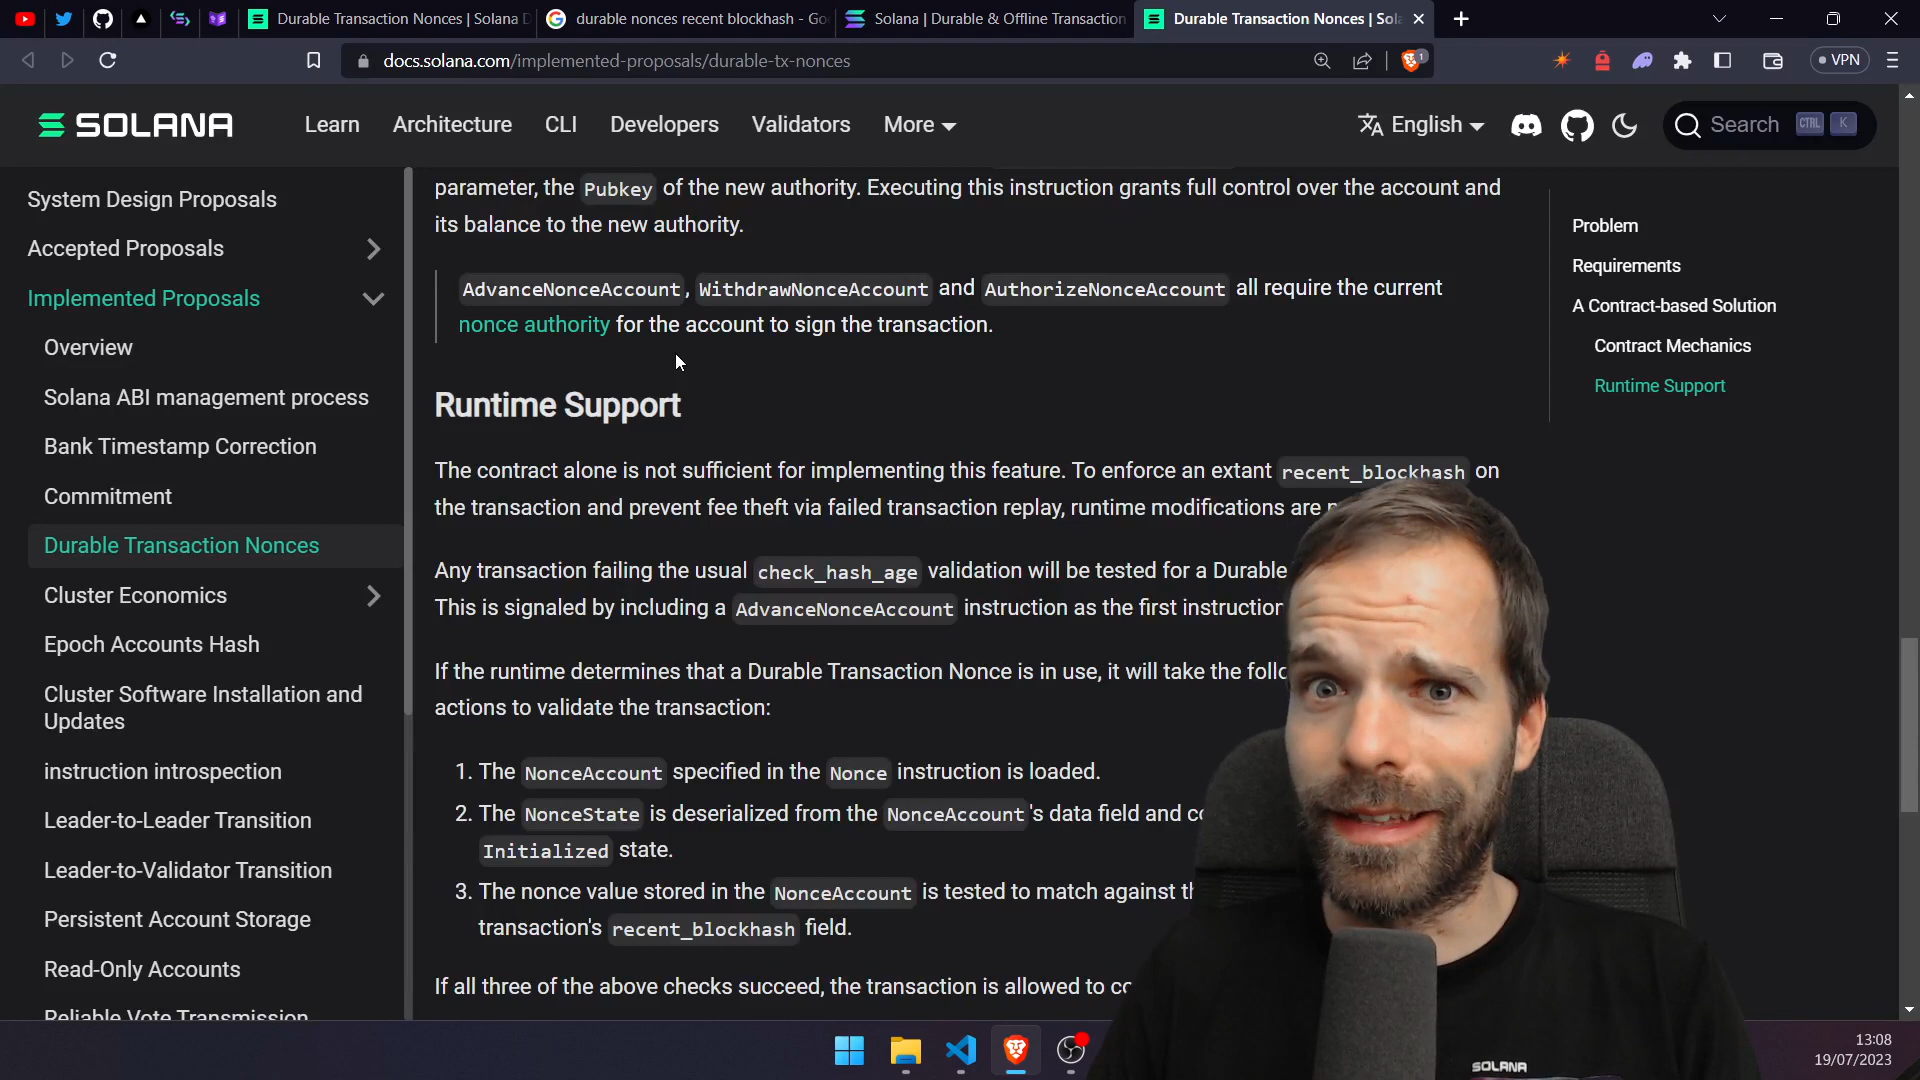 Durable Transaction Nonces | Solana D
durable nonces recent blockhash - Go
Solana | Durable & Offline Transaction
Durable Transaction Nonces | Sol
docs.solana.com/implemented-proposals/durable-tx-nonces
1
VPN
SOLANA
Learn
Architecture
CLI
Developers
Validators
More
English
Search
CTRL
K
System Design Proposals
Accepted Proposals
Implemented Proposals
Overview
Solana ABI management process
Bank Timestamp Correction
Commitment
Durable Transaction Nonces
Cluster Economics
Epoch Accounts Hash
Cluster Software Installation and
Updates
instruction introspection
Leader-to-Leader Transition
Leader-to-Validator Transition
Persistent Account Storage
Read-Only Accounts
Reliable Vote Transmission
parameter, the Pubkey of the new authority. Executing this instruction grants full control over the account and
its balance to the new authority.
AdvanceNonceAccount, WithdrawNonceAccount and AuthorizeNonceAccount all require the current
nonce authority for the account to sign the transaction.
Runtime Support
The contract alone is not sufficient for implementing this feature. To enforce an extant recent_blockhash on
the transaction and prevent fee theft via failed transaction replay, runtime modifications are
Any transaction failing the usual check_hash_age validation will be tested for a Durable
This is signaled by including a AdvanceNonceAccount instruction as the first instruction
If the runtime determines that a Durable Transaction Nonce is in use, it will take the
actions to validate the transaction:
1. The NonceAccount specified in the Nonce instruction is loaded.
2. The NonceState is deserialized from the NonceAccount's data field and
Initialized state.
3. The nonce value stored in the NonceAccount is tested to match against
transaction's recent_blockhash field.
If all three of the above checks succeed, the transaction is allowed to
Problem
Requirements
A Contract-based Solution
Contract Mechanics
Runtime Support
SOLANA
13:08
19/07/2023